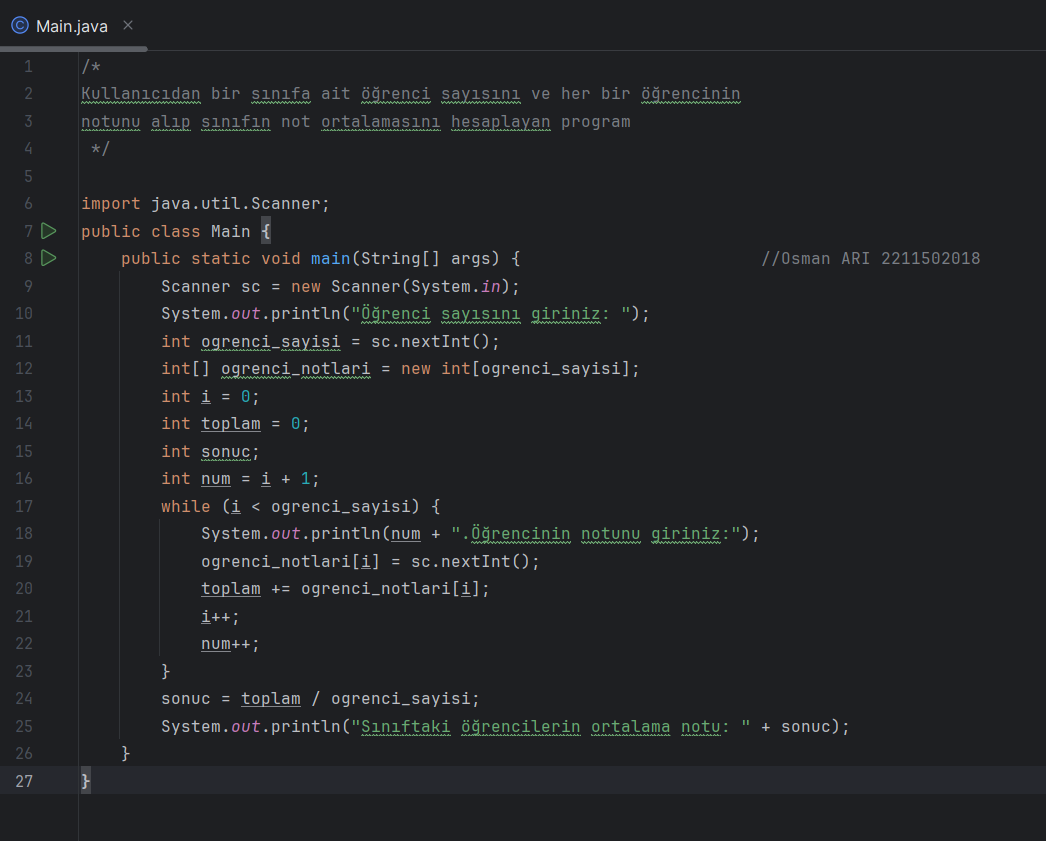 Main.java
1 /*
2 Kullanıcıdan bir sınıfa ait öğrenci sayısını ve her bir öğrencinin
3 notunu alıp sınıfın not ortalamasını hesaplayan program
4 */
5
6 import java.util.Scanner;
7 public class Main {
8 public static void main(String[] args) { //Osman ARI 2211502018
9 Scanner sc = new Scanner(System.in);
10 System.out.println("Öğrenci sayısını giriniz: ");
11 int ogrenci_sayisi = sc.nextInt();
12 int[] ogrenci_notlari = new int[ogrenci_sayisi];
13 int i = 0;
14 int toplam = 0;
15 int sonuc;
16 int num = i + 1;
17 while (i < ogrenci_sayisi) {
18 System.out.println(num + ".Öğrencinin notunu giriniz:");
19 ogrenci_notlari[i] = sc.nextInt();
20 toplam += ogrenci_notlari[i];
21 i++;
22 num++;
23 }
24 sonuc = toplam / ogrenci_sayisi;
25 System.out.println("Sınıftaki öğrencilerin ortalama notu: " + sonuc);
26 }
27 }